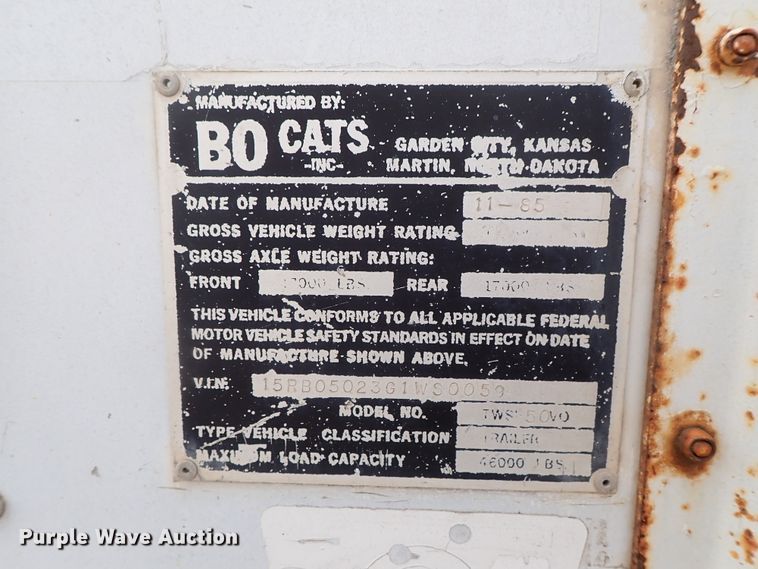 MANUFACTURED BY:
BO CATS
-INC-
GARDEN CITY, KANSAS
MARTIN, NORTH DAKOTA
DATE OF MANUFACTURE 11-85
GROSS VEHICLE WEIGHT RATING
GROSS AXLE WEIGHT RATING:
FRONT 17000 LBS REAR 17000 LBS
THIS VEHICLE CONFORMS TO ALL APPLICABLE FEDERAL
MOTOR VEHICLE SAFETY STANDARDS IN EFFECT ON DATE
OF MANUFACTURE SHOWN ABOVE.
V.I.N. 15RB05023G1WS0059
MODEL NO.
TYPE VEHICLE CLASSIFICATION TRAILER
MAXIMUM LOAD CAPACITY 46000 LBS
Purple Wave Auction